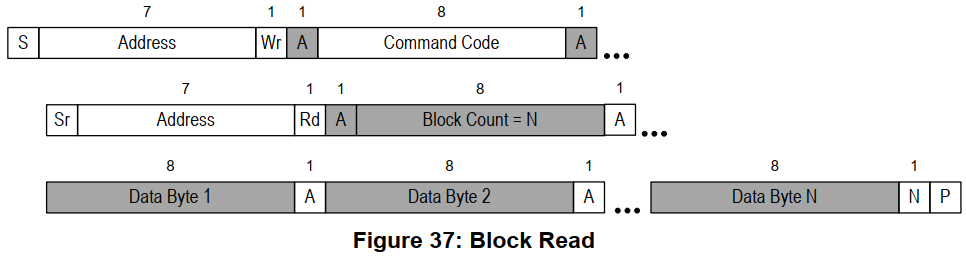 7 1 1 8 1
S Address Wr A Command Code A ...
7 1 1 8 1
Sr Address Rd A Block Count = N A ...
8 1 8 1 8 1
Data Byte 1 A Data Byte 2 A ... Data Byte N N P
Figure 37: Block Read